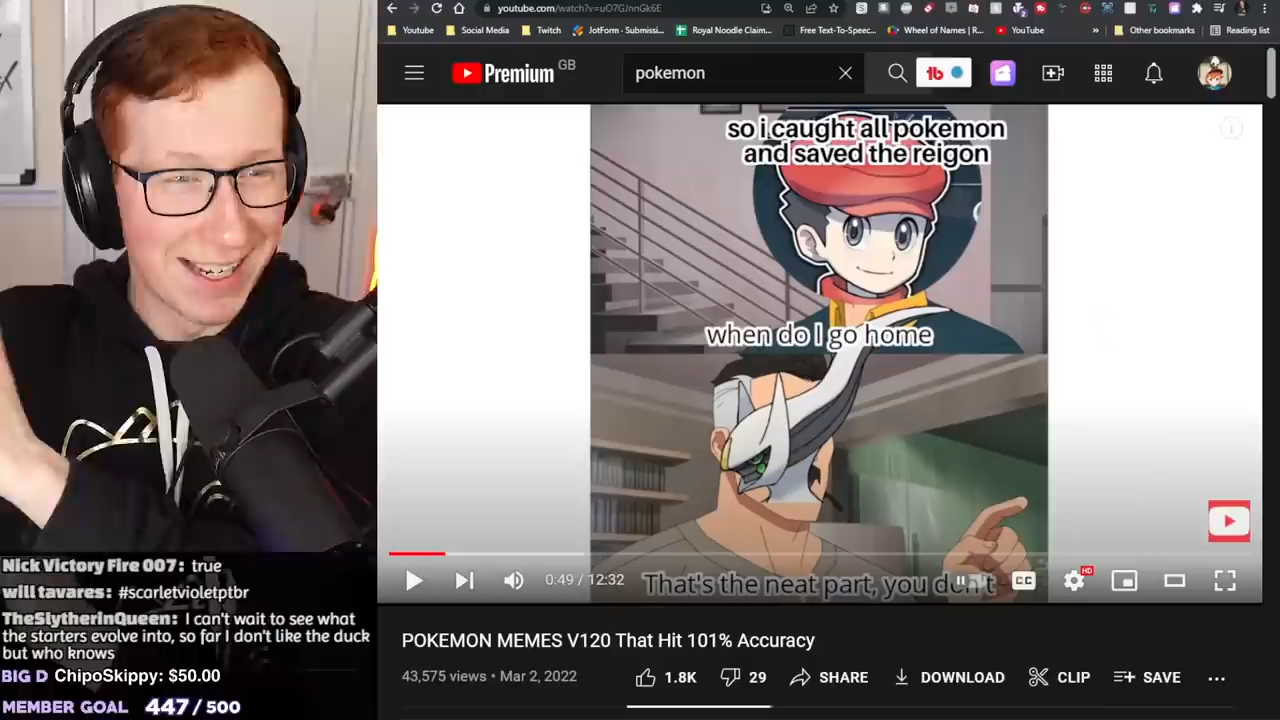 youtube.com/watch?v=uO7GJnnGk6E
Youtube
Social Media
Twitch
JotForm - Submissi...
Royal Noodle Claim...
Free Text-To-Speec...
Wheel of Names | R...
YouTube
»
Other bookmarks
Reading list
Premium GB
pokemon
so i caught all pokemon
and saved the reigon
when do I go home
That's the neat part, you don't
0:49 / 12:32
CC
HD
POKEMON MEMES V120 That Hit 101% Accuracy
43,575 views • Mar 2, 2022
1.8K
29
SHARE
DOWNLOAD
CLIP
SAVE
Nick Victory Fire 007: true
will tavares: #scarletvioletptbr
TheSlytherinQueen: I can't wait to see what
the starters evolve into, so far I don't like the duck
but who knows
BIG D ChipoSkippy: $50.00
MEMBER GOAL 447 / 500